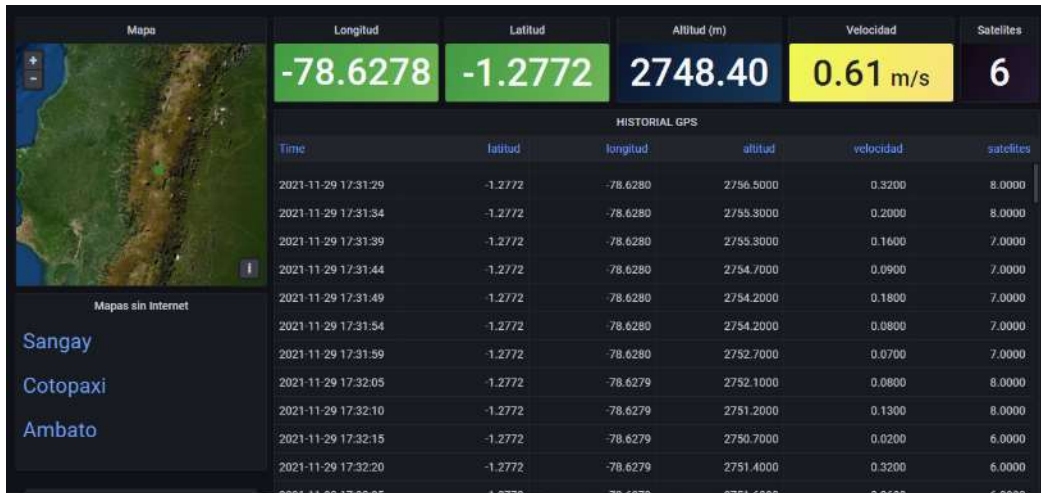 Mapa
+
-
i
Longitud
-78.6278
Latitud
-1.2772
Altitud (m)
2748.40
Velocidad
0.61 m/s
Satelites
6
Mapas sin Internet
Sangay
Cotopaxi
Ambato
HISTORIAL GPS
Time latitud longitud altitud velocidad satelites
2021-11-29 17:31:29 -1.2772 -78.6280 2756.5000 0.3200 8.0000
2021-11-29 17:31:34 -1.2772 -78.6280 2755.3000 0.2000 8.0000
2021-11-29 17:31:39 -1.2772 -78.6280 2755.3000 0.1600 7.0000
2021-11-29 17:31:44 -1.2772 -78.6280 2754.7000 0.0900 7.0000
2021-11-29 17:31:49 -1.2772 -78.6280 2754.2000 0.1800 7.0000
2021-11-29 17:31:54 -1.2772 -78.6280 2754.2000 0.0800 7.0000
2021-11-29 17:31:59 -1.2772 -78.6280 2752.7000 0.0700 7.0000
2021-11-29 17:32:05 -1.2772 -78.6279 2752.1000 0.0800 8.0000
2021-11-29 17:32:10 -1.2772 -78.6279 2751.2000 0.1300 8.0000
2021-11-29 17:32:15 -1.2772 -78.6279 2750.7000 0.0200 6.0000
2021-11-29 17:32:20 -1.2772 -78.6279 2751.4000 0.3200 6.0000